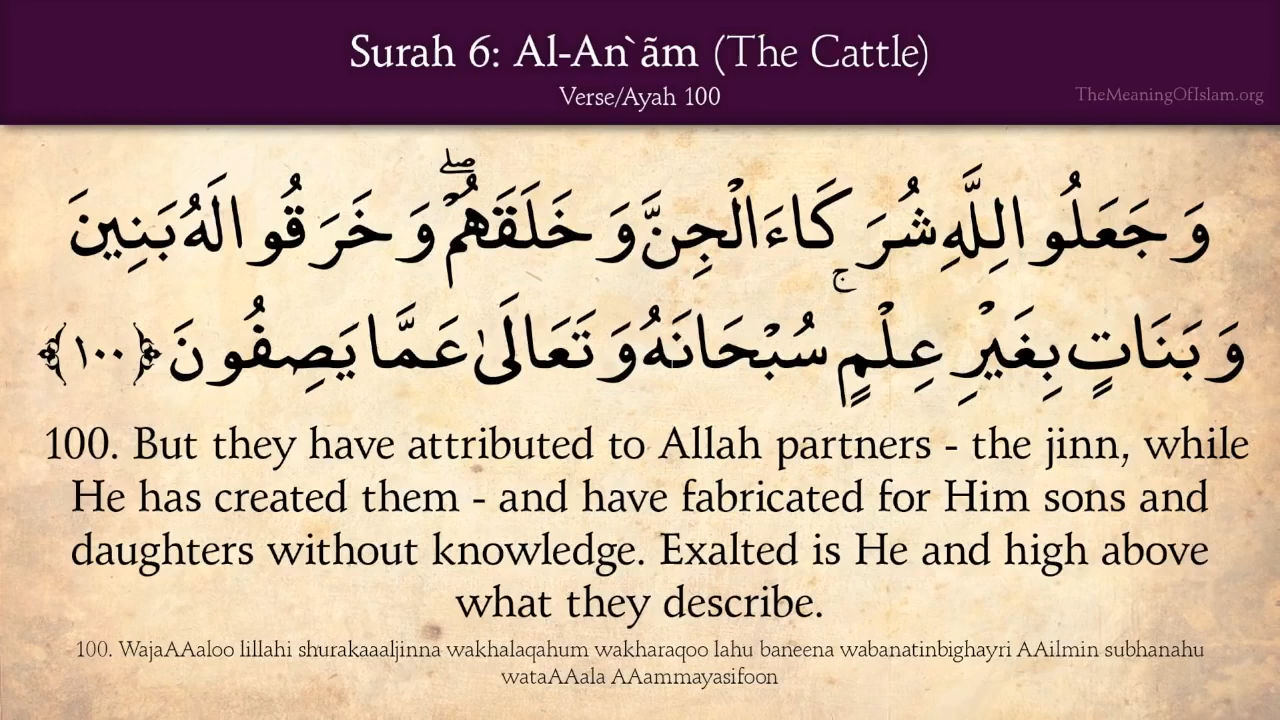 Surah 6: Al-An`ãm (The Cattle)
Verse/Ayah 100
TheMeaningOfIslam.org
وَجَعَلُوا لِلَّهِ شُرَكَاءَ الْجِنَّ وَخَلَقَهُمْ ۖ وَخَرَقُوا لَهُ بَنِينَ
وَبَنَاتٍ بِغَيْرِ عِلْمٍ ۚ سُبْحَانَهُ وَتَعَالَىٰ عَمَّا يَصِفُونَ ﴿١٠٠﴾
100. But they have attributed to Allah partners - the jinn, while
He has created them - and have fabricated for Him sons and
daughters without knowledge. Exalted is He and high above
what they describe.
100. WajaAAaloo lillahi shurakaaaljinna wakhalaqahum wakharaqoo lahu baneena wabanatinbighayri AAilmin subhanahu
wataAAala AAammayasifoon